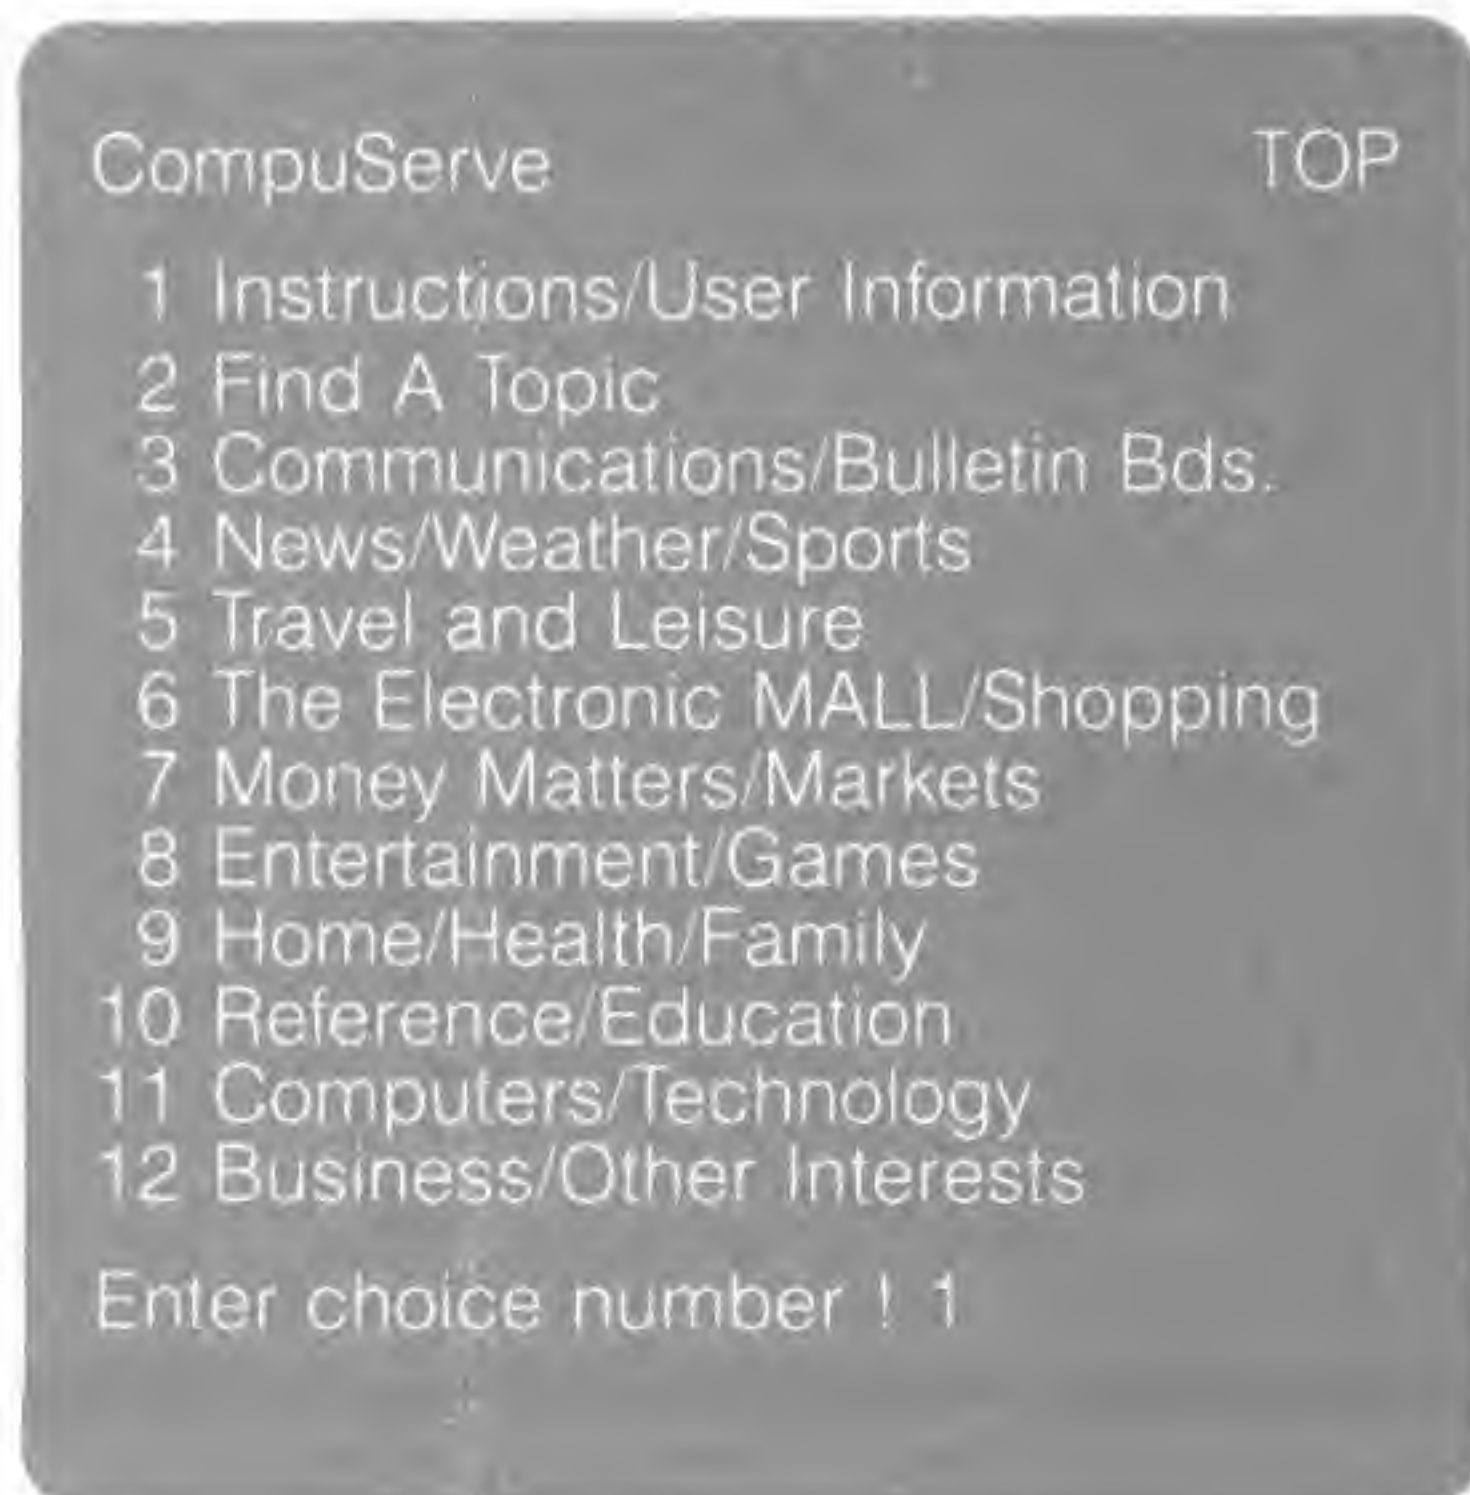 CompuServe TOP
1 Instructions/User Information
2 Find A Topic
3 Communications/Bulletin Bds.
4 News/Weather/Sports
5 Travel and Leisure
6 The Electronic MALL/Shopping
7 Money Matters/Markets
8 Entertainment/Games
9 Home/Health/Family
10 Reference/Education
11 Computers/Technology
12 Business/Other Interests
Enter choice number ! 1